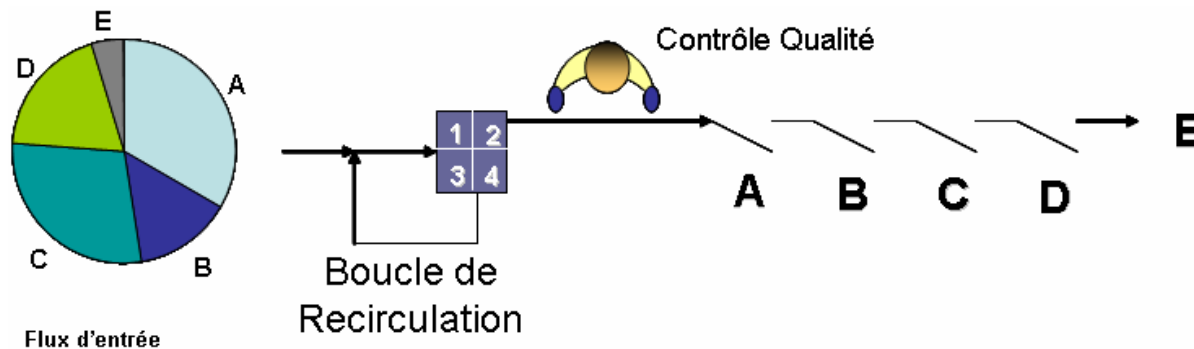 E
D
A
C
B
Flux d'entrée
Contrôle Qualité
1 2
3 4
Boucle de
Recirculation
A B C D
E